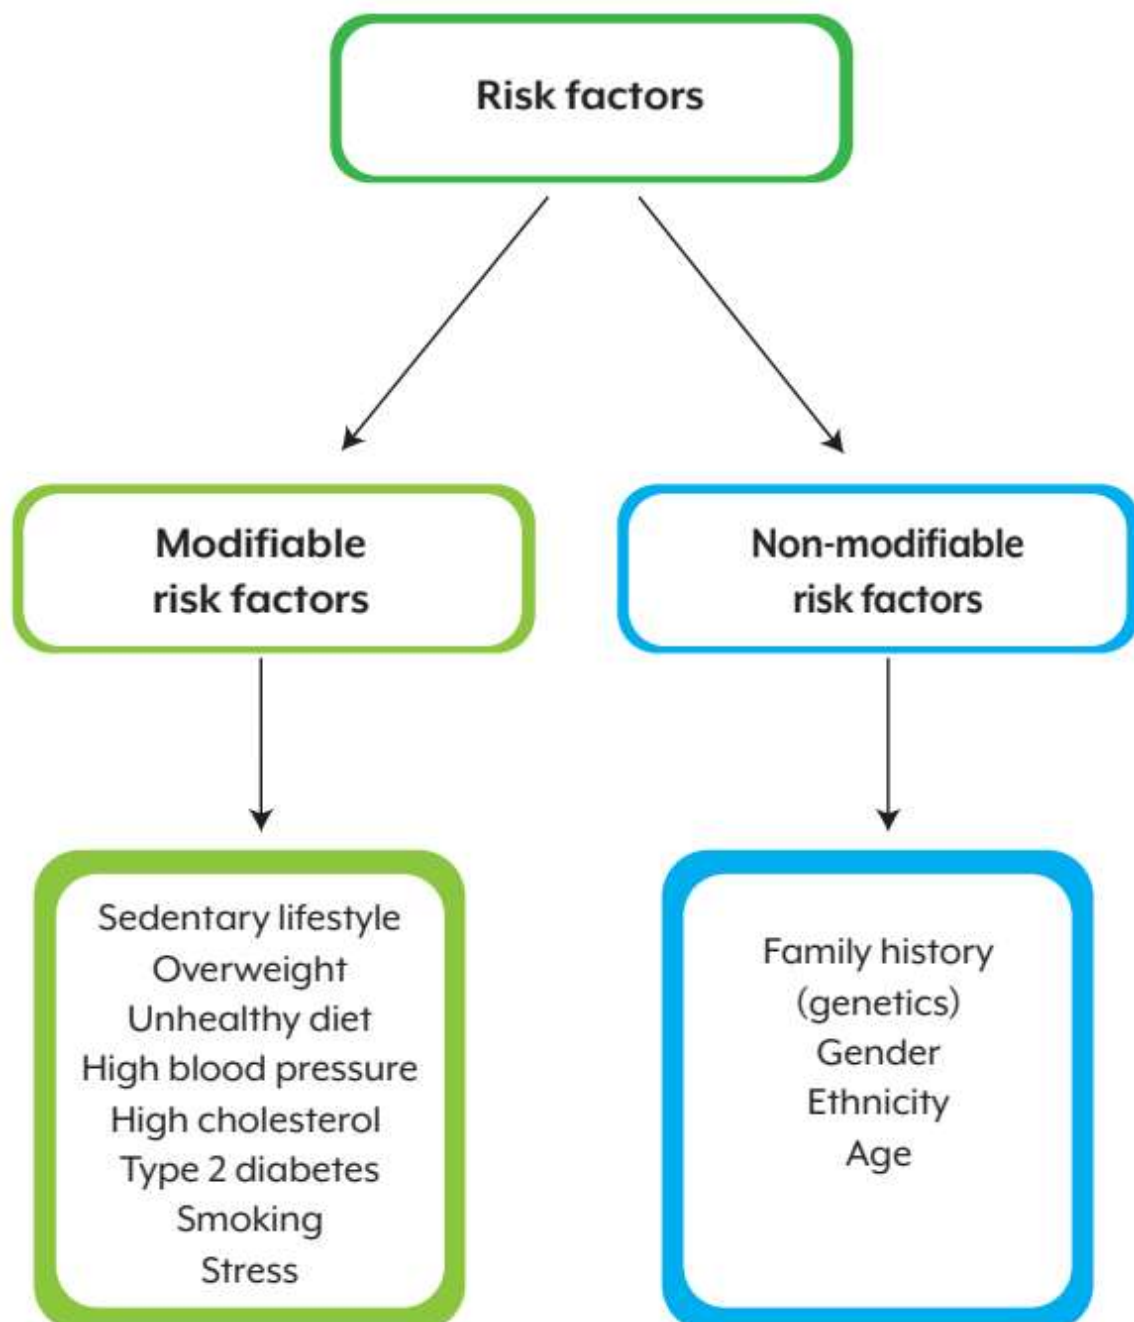 Risk factors
Modifiable
risk factors
Non-modifiable
risk factors
Sedentary lifestyle
Overweight
Unhealthy diet
High blood pressure
High cholesterol
Type 2 diabetes
Smoking
Stress
Family history
(genetics)
Gender
Ethnicity
Age